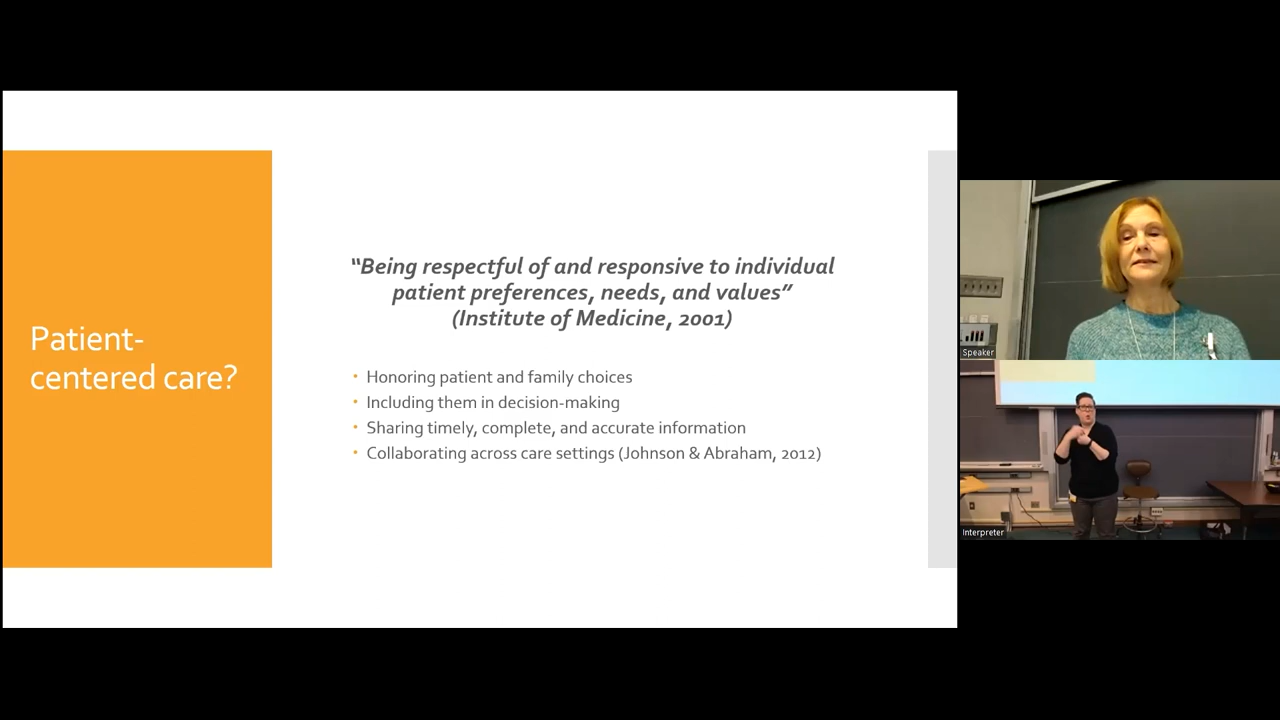 Patient-
centered care?
“Being respectful of and responsive to individual
patient preferences, needs, and values”
(Institute of Medicine, 2001)
• Honoring patient and family choices
• Including them in decision-making
• Sharing timely, complete, and accurate information
• Collaborating across care settings (Johnson & Abraham, 2012)
Speaker
Interpreter